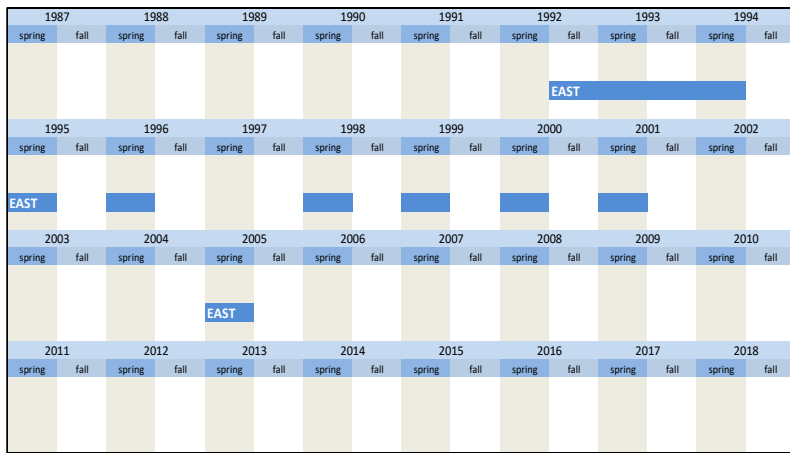 1987 1988 1989 1990 1991 1992 1993 1994
spring fall spring fall spring fall spring fall spring fall spring fall spring fall spring fall
EAST
1995 1996 1997 1998 1999 2000 2001 2002
spring fall spring fall spring fall spring fall spring fall spring fall spring fall spring fall
EAST
2003 2004 2005 2006 2007 2008 2009 2010
spring fall spring fall spring fall spring fall spring fall spring fall spring fall spring fall
EAST
2011 2012 2013 2014 2015 2016 2017 2018
spring fall spring fall spring fall spring fall spring fall spring fall spring fall spring fall